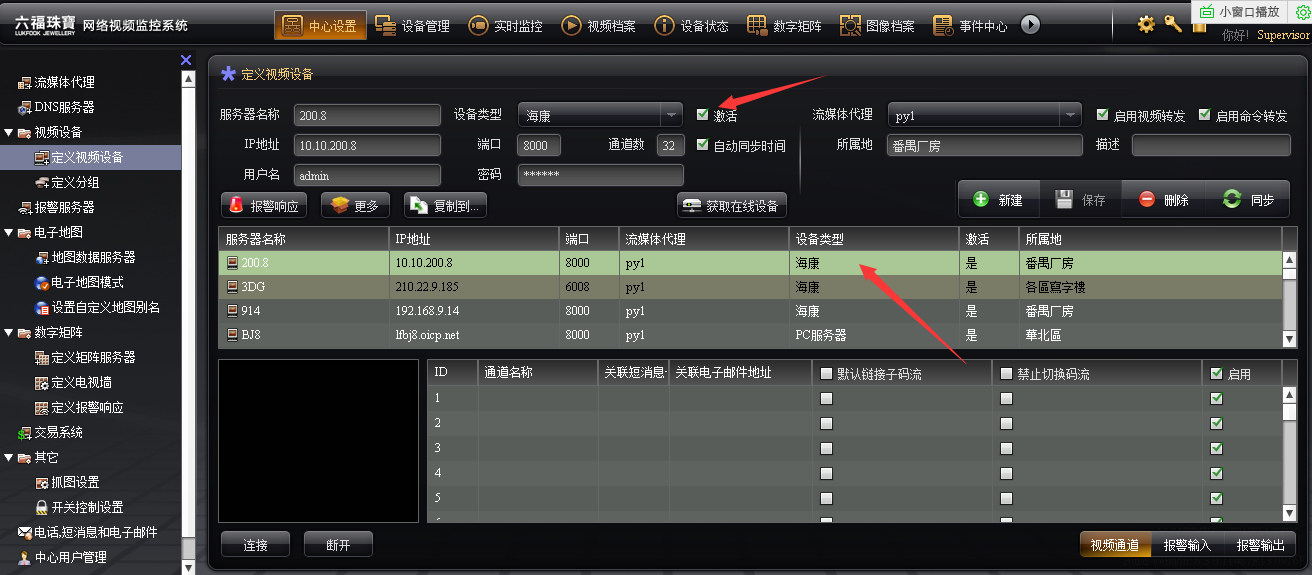 六福珠寶 网络视频监控系统
LUKFOOK JEWELLERY
中心设置 设备管理 实时监控 视频档案 设备状态 数字矩阵 图像档案 事件中心
小窗口播放
你好! Supervisor
流媒体代理
DNS服务器
视频设备
定义视频设备
定义分组
报警服务器
电子地图
地图数据服务器
电子地图模式
设置自定义地图别名
数字矩阵
定义矩阵服务器
定义电视墙
定义报警响应
交易系统
其它
抓图设置
开关控制设置
电话,短消息和电子邮件
中心用户管理
定义视频设备
服务器名称 200.8 设备类型 海康 激活 流媒体代理 py1 启用视频转发 启用命令转发
IP地址 10.10.200.8 端口 8000 通道数 32 自动同步时间 所属地 番禺厂房 描述
用户名 admin 密码 ******
报警响应 更多 复制到... 获取在线设备 新建 保存 删除 同步
服务器名称 IP地址 端口 流媒体代理 设备类型 激活 所属地
200.8 10.10.200.8 8000 py1 海康 是 番禺厂房
3DG 210.22.9.185 6008 py1 海康 是 各區寫字樓
914 192.168.9.14 8000 py1 海康 是 番禺厂房
BJ8 lfbj8.oicp.net 8000 py1 PC服务器 是 華北區
ID 通道名称 关联短消息 关联电子邮件地址 默认链接子码流 禁止切换码流 启用
1
2
3
4
5
连接 断开 视频通道 报警输入 报警输出